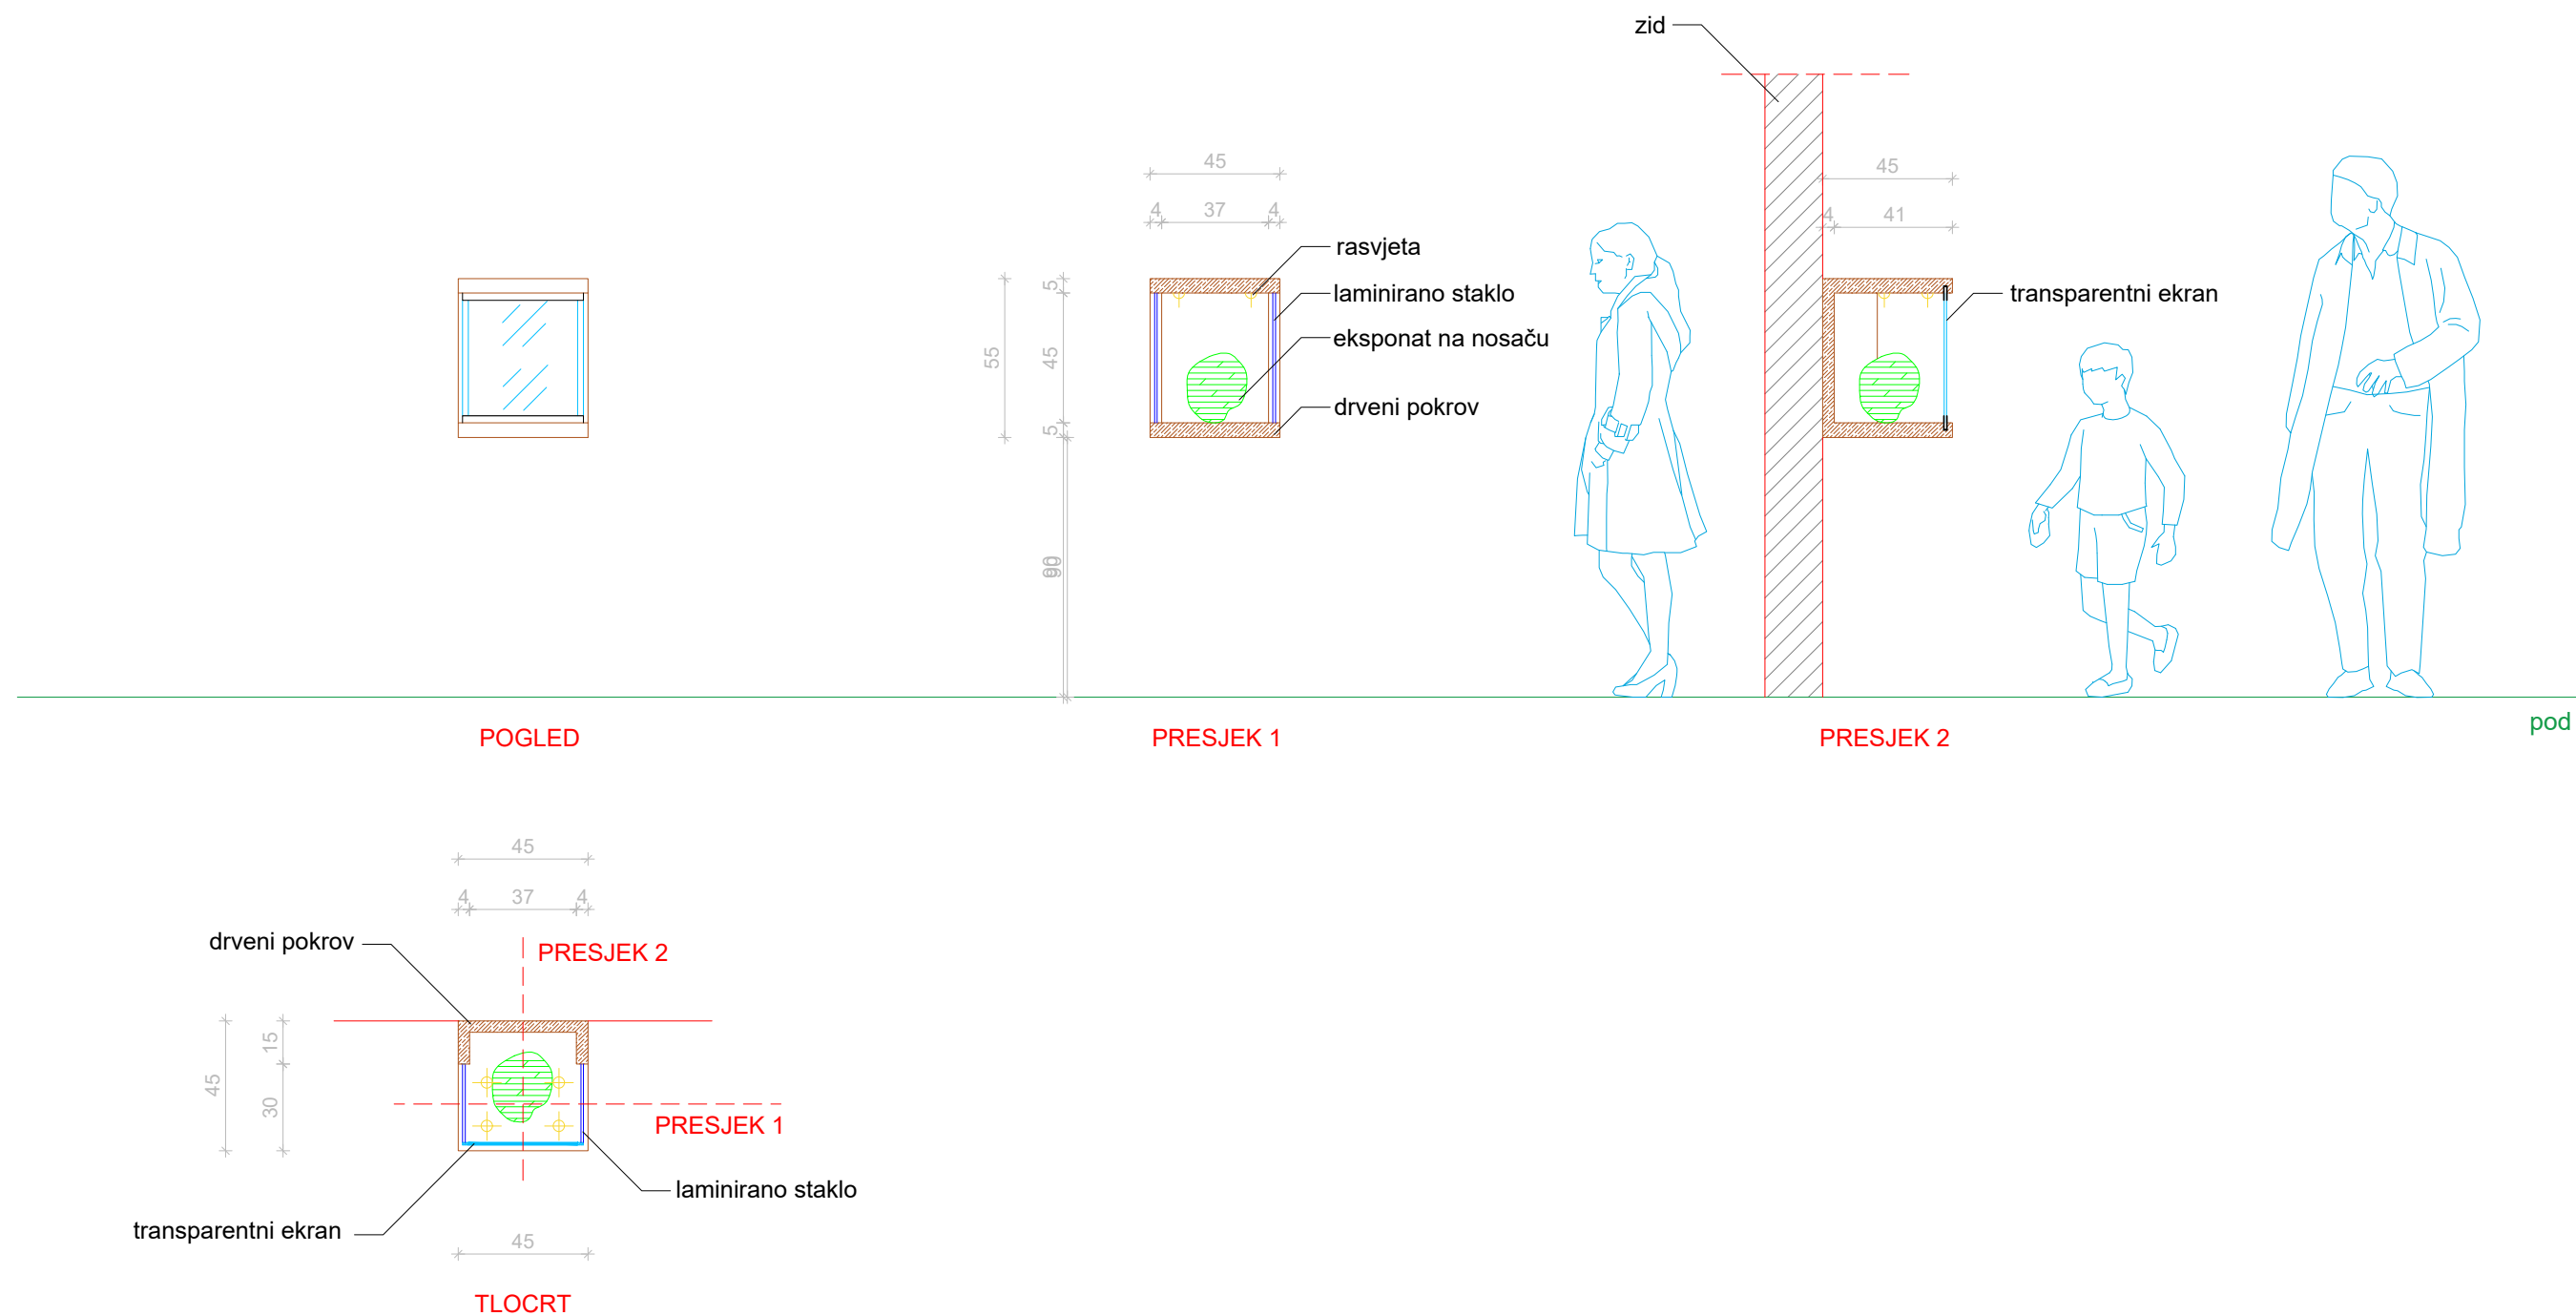 zid
45
45
4 37 4
4 41
rasvjeta
laminirano staklo
transparentni ekran
eksponat na nosaču
drveni pokrov
5
45
5
55
90
90
POGLED
PRESJEK 1
PRESJEK 2
pod
45
4 37 4
drveni pokrov
PRESJEK 2
15
45
30
PRESJEK 1
laminirano staklo
transparentni ekran
45
TLOCRT